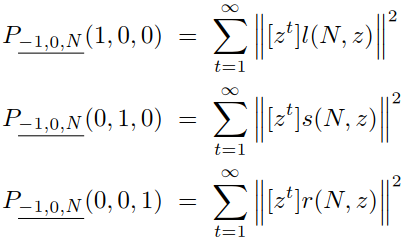 P_{\underline{-1,0,N}}(1,0,0) = \sum_{t=1}^{\infty} \left\| [z^t] l(N, z) \right\|^2
P_{\underline{-1,0,N}}(0,1,0) = \sum_{t=1}^{\infty} \left\| [z^t] s(N, z) \right\|^2
P_{\underline{-1,0,N}}(0,0,1) = \sum_{t=1}^{\infty} \left\| [z^t] r(N, z) \right\|^2